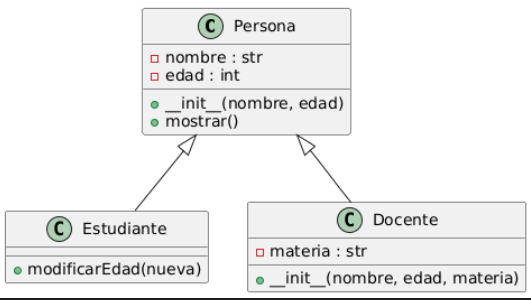 C Persona
nombre : str
edad : int
__init__(nombre, edad)
mostrar()
C Estudiante
modificarEdad(nueva)
C Docente
materia : str
__init__(nombre, edad, materia)